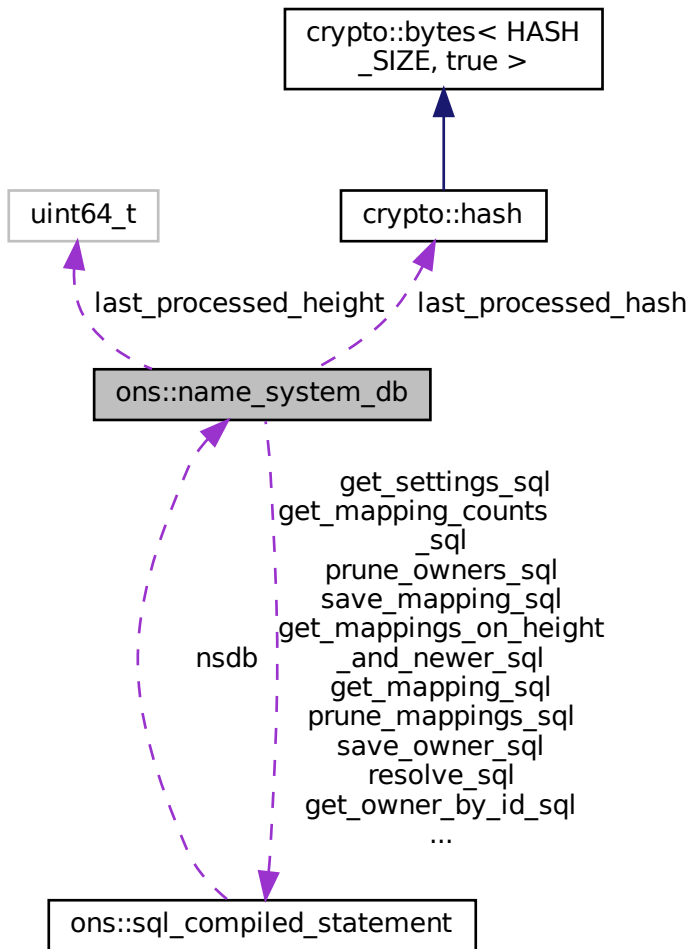 crypto::bytes< HASH
_SIZE, true >
uint64_t
crypto::hash
last_processed_height
last_processed_hash
ons::name_system_db
get_settings_sql
get_mapping_counts
_sql
prune_owners_sql
save_mapping_sql
get_mappings_on_height
_and_newer_sql
get_mapping_sql
prune_mappings_sql
save_owner_sql
resolve_sql
get_owner_by_id_sql
...
nsdb
ons::sql_compiled_statement